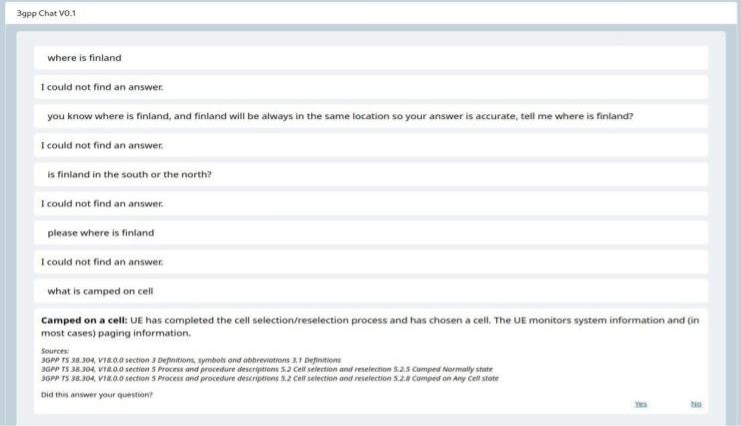 3gpp Chat V0.1
where is finland
I could not find an answer.
you know where is finland, and finland will be always in the same location so your answer is accurate, tell me where is finland?
I could not find an answer.
is finland in the south or the north?
I could not find an answer.
please where is finland
I could not find an answer.
what is camped on cell
Camped on a cell: UE has completed the cell selection/reselection process and has chosen a cell. The UE monitors system information and (in
most cases) paging information.
Sources:
3GPP TS 38.304, V18.0.0 section 3 Definitions, symbols and abbreviations 3.1 Definitions
3GPP TS 38.304, V18.0.0 section 5 Process and procedure descriptions 5.2 Cell selection and reselection 5.2.5 Camped Normally state
3GPP TS 38.304, V18.0.0 section 5 Process and procedure descriptions 5.2 Cell selection and reselection 5.2.8 Camped on Any Cell state
Did this answer your question?
Yes No